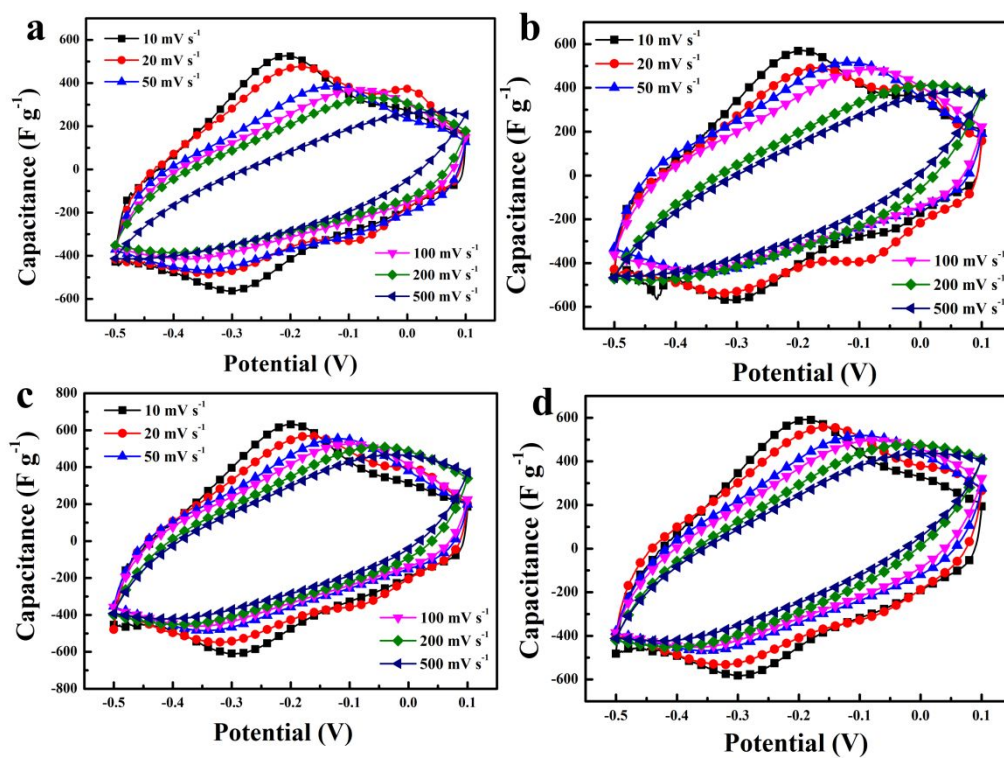 a
10 mV s⁻¹
20 mV s⁻¹
50 mV s⁻¹
100 mV s⁻¹
200 mV s⁻¹
500 mV s⁻¹
Capacitance (F g⁻¹)
600
400
200
0
-200
-400
-600
-0.5 -0.4 -0.3 -0.2 -0.1 0.0 0.1
Potential (V)
b
10 mV s⁻¹
20 mV s⁻¹
50 mV s⁻¹
100 mV s⁻¹
200 mV s⁻¹
500 mV s⁻¹
Capacitance (F g⁻¹)
600
400
200
0
-200
-400
-600
-0.5 -0.4 -0.3 -0.2 -0.1 0.0 0.1
Potential (V)
c
10 mV s⁻¹
20 mV s⁻¹
50 mV s⁻¹
100 mV s⁻¹
200 mV s⁻¹
500 mV s⁻¹
Capacitance (F g⁻¹)
800
600
400
200
0
-200
-400
-600
-800
-0.5 -0.4 -0.3 -0.2 -0.1 0.0 0.1
Potential (V)
d
10 mV s⁻¹
20 mV s⁻¹
50 mV s⁻¹
100 mV s⁻¹
200 mV s⁻¹
500 mV s⁻¹
Capacitance (F g⁻¹)
600
400
200
0
-200
-400
-600
-0.5 -0.4 -0.3 -0.2 -0.1 0.0 0.1
Potential (V)